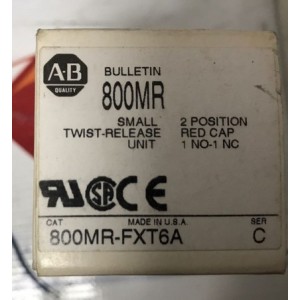 A-B
QUALITY
BULLETIN
800MR
SMALL 2 POSITION
TWIST-RELEASE RED CAP
UNIT 1 NO-1 NC
CAT MADE IN U.S.A. SER
800MR-FXT6A C